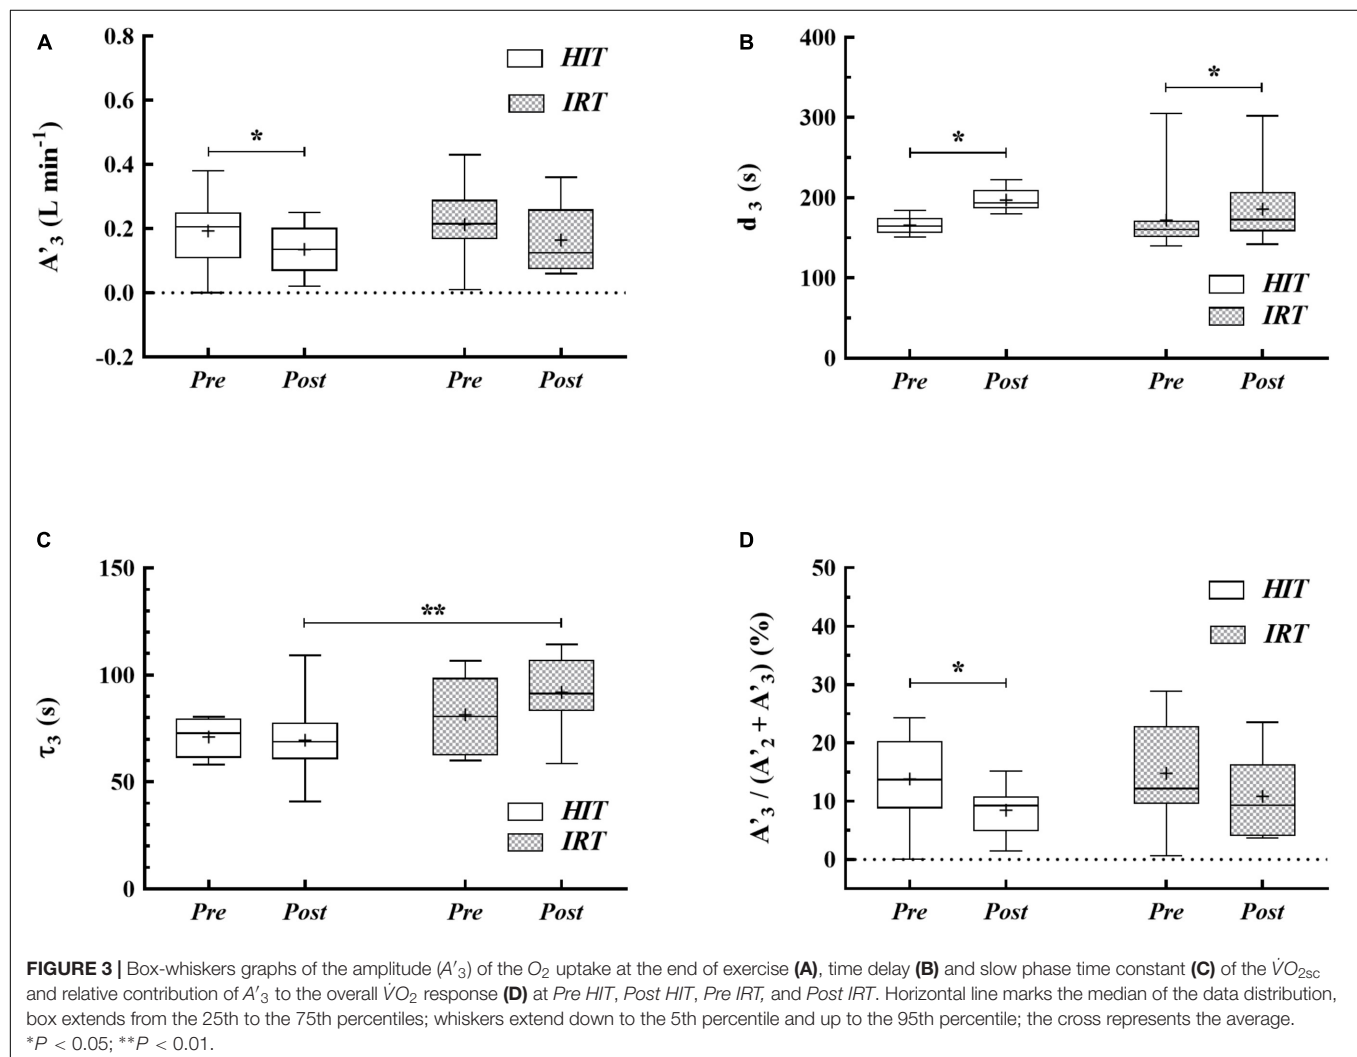 A
0.8
0.6
0.4
0.2
0.0
-0.2
A’3 (L min-1)
*
HIT
IRT
Pre
Post
Pre
Post
B
400
300
200
100
0
d3 (s)
*
*
HIT
IRT
Pre
Post
Pre
Post
C
150
100
50
0
τ3 (s)
**
HIT
IRT
Pre
Post
Pre
Post
D
50
40
30
20
10
0
A’3 / (A’2 + A’3) (%)
*
HIT
IRT
Pre
Post
Pre
Post
FIGURE 3 | Box-whiskers graphs of the amplitude (A′3) of the O2 uptake at the end of exercise (A), time delay (B) and slow phase time constant (C) of the V̇O2sc
and relative contribution of A′3 to the overall V̇O2 response (D) at Pre HIT, Post HIT, Pre IRT, and Post IRT. Horizontal line marks the median of the data distribution,
box extends from the 25th to the 75th percentiles; whiskers extend down to the 5th percentile and up to the 95th percentile; the cross represents the average.
*P < 0.05; **P < 0.01.